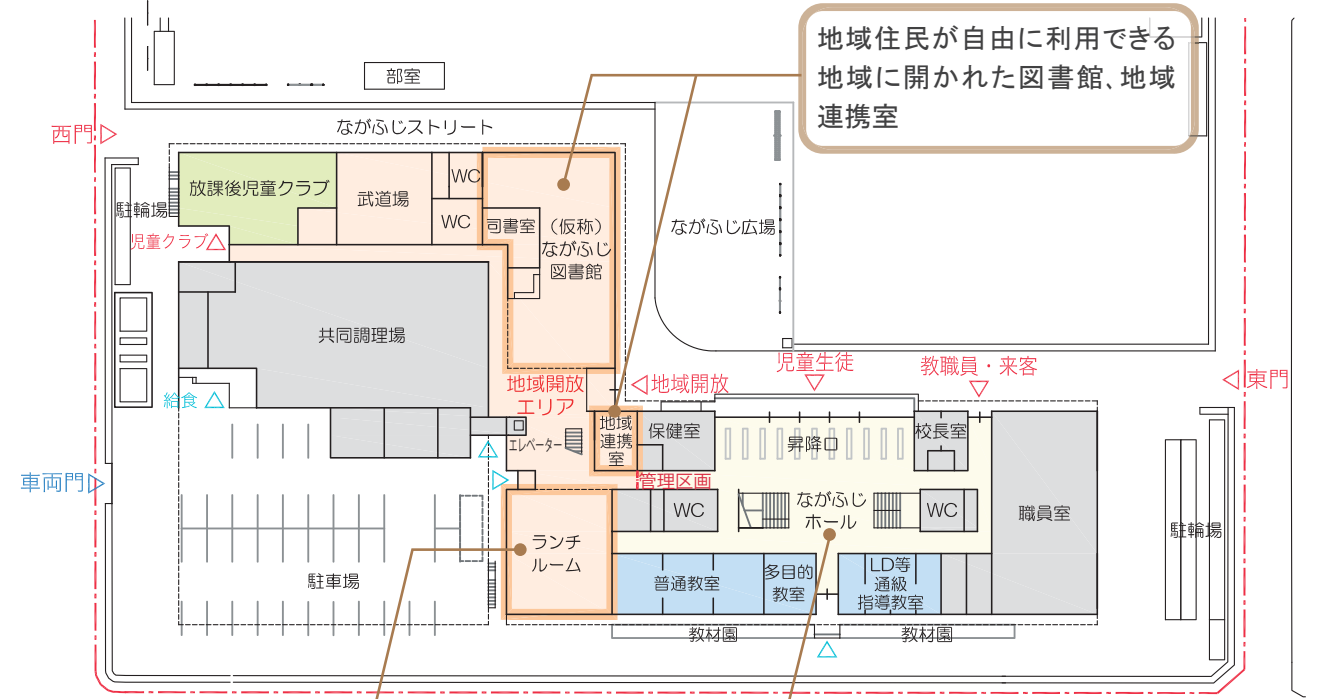 地域住民が自由に利用できる
地域に開かれた図書館、地域
連携室
部室
ながふじストリート
西門
放課後児童クラブ
武道場
WC
WC
司書室
（仮称）
ながふじ
図書館
ながふじ広場
駐輪場
児童クラブ
共同調理場
地域開放
エリア
地域開放
児童生徒
教職員・来客
東門
給食
エレベーター
地域
連携
室
保健室
昇降口
校長室
車両門
管理区画
WC
ながふじ
ホール
WC
職員室
駐輪場
ランチ
ルーム
駐車場
普通教室
多目的
教室
LD等
通級
指導教室
教材園
教材園